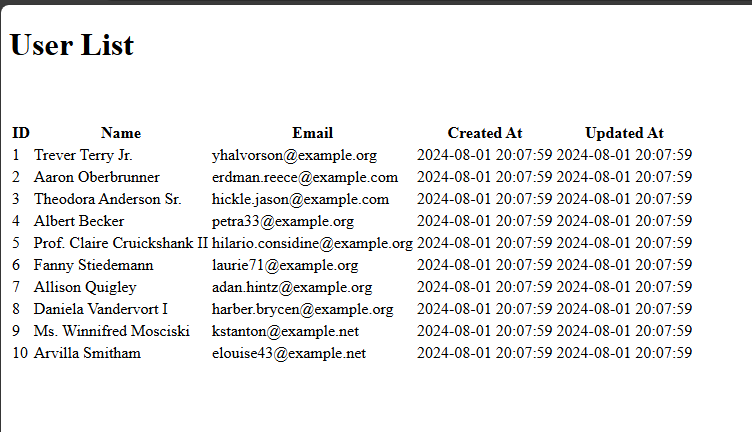 User List
ID Name Email Created At Updated At
1 Trever Terry Jr. yhalvorson@example.org 2024-08-01 20:07:59 2024-08-01 20:07:59
2 Aaron Oberbrunner erdman.reece@example.com 2024-08-01 20:07:59 2024-08-01 20:07:59
3 Theodora Anderson Sr. hickle.jason@example.com 2024-08-01 20:07:59 2024-08-01 20:07:59
4 Albert Becker petra33@example.org 2024-08-01 20:07:59 2024-08-01 20:07:59
5 Prof. Claire Cruickshank II hilario.considine@example.org 2024-08-01 20:07:59 2024-08-01 20:07:59
6 Fanny Stiedemann laurie71@example.org 2024-08-01 20:07:59 2024-08-01 20:07:59
7 Allison Quigley adan.hintz@example.org 2024-08-01 20:07:59 2024-08-01 20:07:59
8 Daniela Vandervort I harber.brycen@example.org 2024-08-01 20:07:59 2024-08-01 20:07:59
9 Ms. Winnifred Mosciski kstanton@example.net 2024-08-01 20:07:59 2024-08-01 20:07:59
10 Arvilla Smitham elouise43@example.net 2024-08-01 20:07:59 2024-08-01 20:07:59